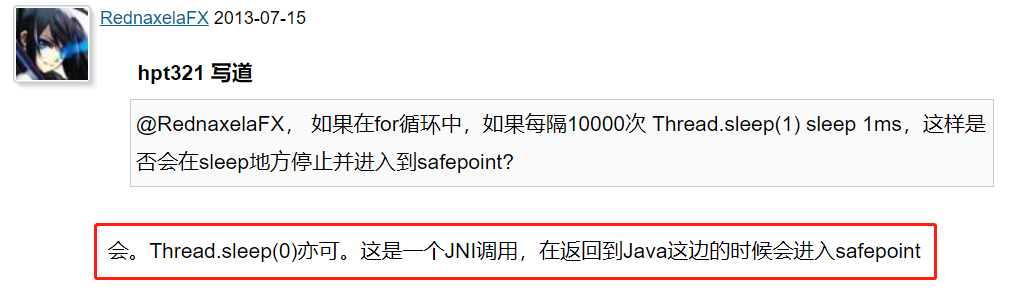 RednaxelaFX 2013-07-15
hpt321 写道
@RednaxelaFX， 如果在for循环中，如果每隔10000次 Thread.sleep(1) sleep 1ms，这样是
否会在sleep地方停止并进入到safepoint?
会。Thread.sleep(0)亦可。这是一个JNI调用，在返回到Java这边的时候会进入safepoint